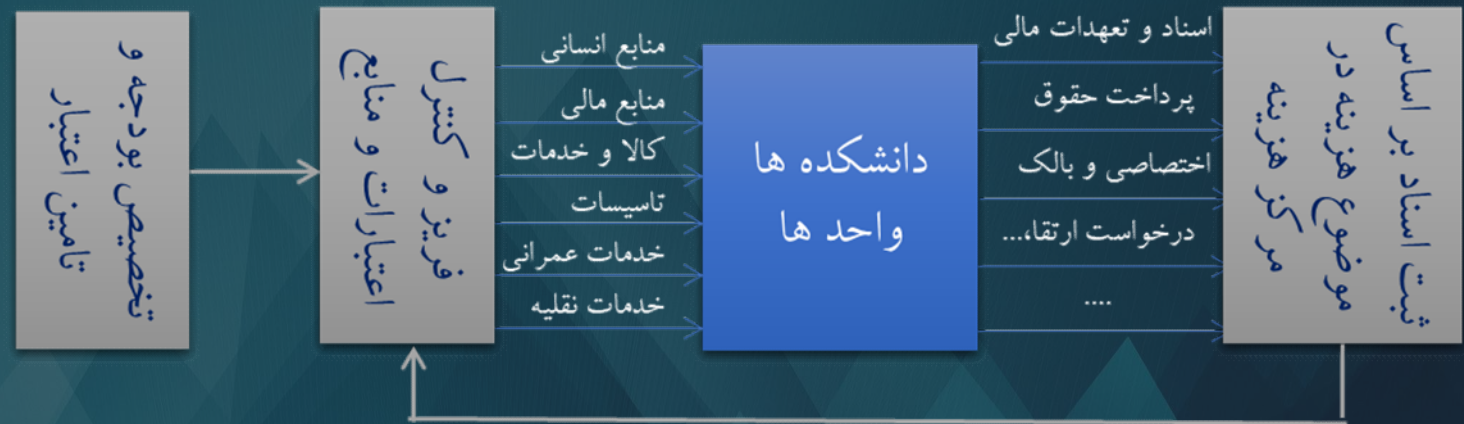 تخصیص بودجه و
تامین اعتبار
فریز و کنترل
اعتبارات و منابع
منابع انسانی
منابع مالی
کالا و خدمات
تاسیسات
خدمات عمرانی
خدمات نقلیه
دانشکده ها
واحد ها
اسناد و تعهدات مالی
پرداخت حقوق
اختصاصی و بالک
درخواست ارتقا،...
....
ثبت اسناد بر اساس
موضوع هزینه در
مرکز هزینه